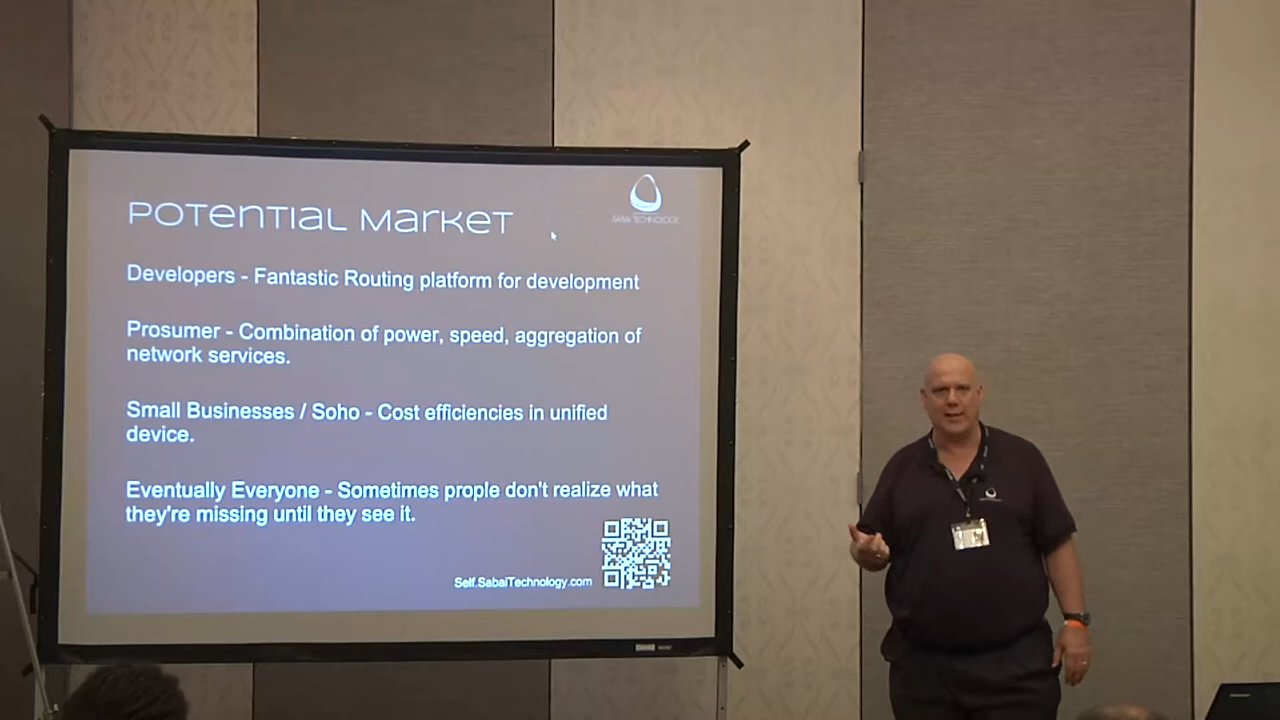 Potential Market
SABAI TECHNOLOGY
Developers - Fantastic Routing platform for development
Prosumer - Combination of power, speed, aggregation of
network services.
Small Businesses / Soho - Cost efficiencies in unified
device.
Eventually Everyone - Sometimes prople don't realize what
they're missing until they see it.
Self.SabaiTechnology.com